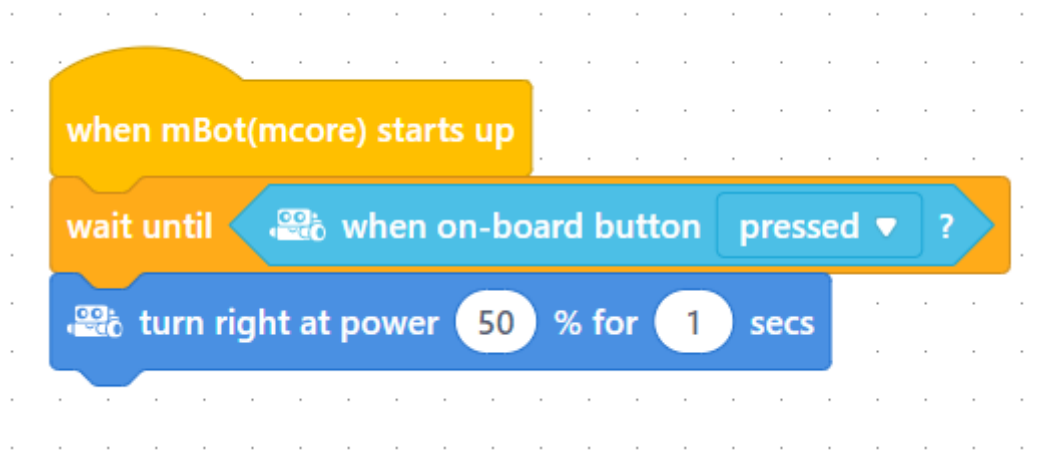 when mBot(mcore) starts up
wait until when on-board button pressed ?
turn right at power 50 % for 1 secs